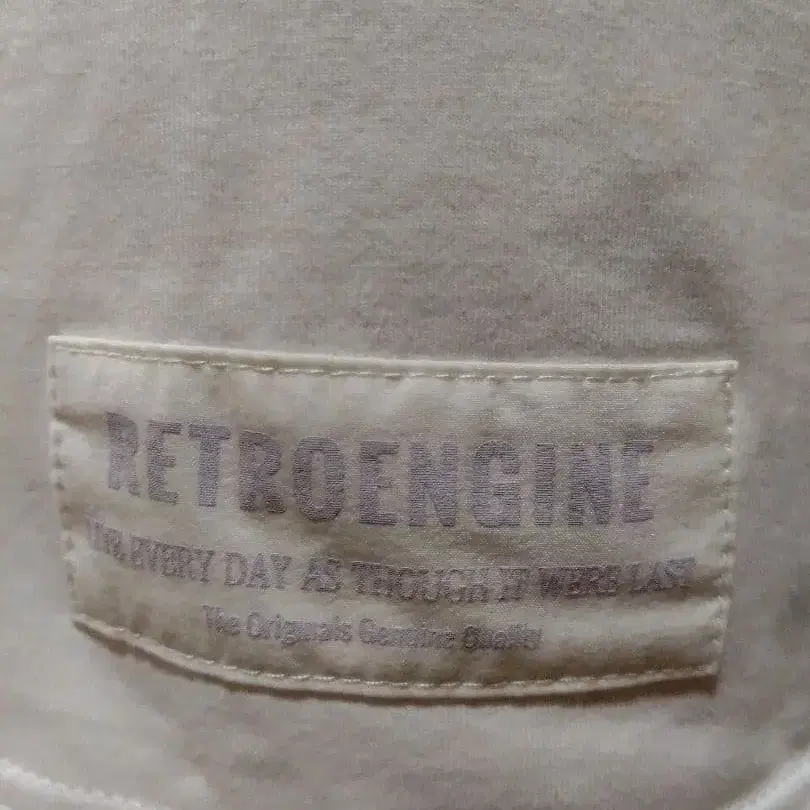 RETROENGINE
Live EVERY DAY AS THOUGH IT WERE LAST
The Originals Genuine Quality